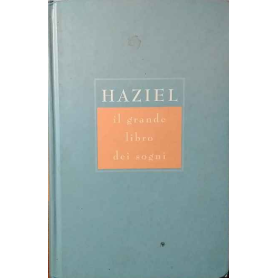 HAZIEL
il grande
libro
dei sogni